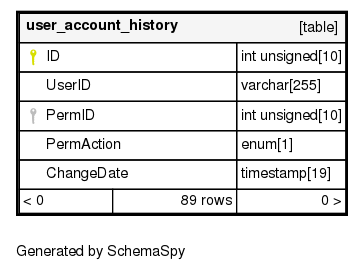 user_account_history [table]
ID int unsigned[10]
UserID varchar[255]
PermID int unsigned[10]
PermAction enum[1]
ChangeDate timestamp[19]
< 0 89 rows 0 >
Generated by SchemaSpy